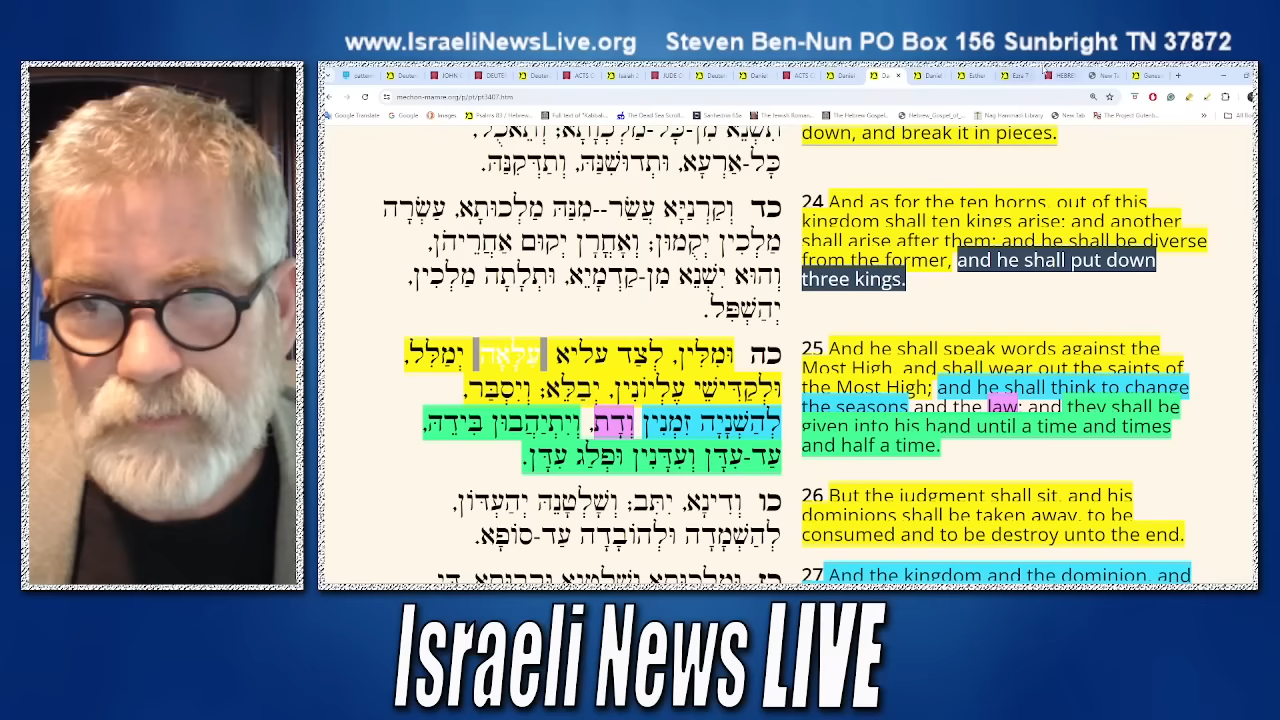 www.IsraeliNewsLive.org Steven Ben-Nun PO Box 156 Sunbright TN 37872
mechon-mamre.org/p/pt/pt3407.htm
תִשְׁנֵא מִן-כָּל-מַלְכְוָתָא; וְתֵאכֻל,
כָּל-אַרְעָא, וּתְדוּשִׁנַּהּ, וְתַדְּקִנַּהּ.
כד וְקַרְנַיָּא עֲשַׂר--מִנַּהּ מַלְכוּתָא, עַשְׂרָה
מַלְכִין יְקֻמוּן; וְאָחֳרָן יְקוּם אַחֲרֵיהֹן,
וְהוּא יִשְׁנֵא מִן-קַדְמָיֵא, וּתְלָתָה מַלְכִין,
יְהַשְׁפִּל.
כה וּמִלִּין, לְצַד עליא [עִלָּאָה] יְמַלִּל,
וּלְקַדִּישֵׁי עֶלְיוֹנִין, יְבַלֵּא; וְיִסְבַּר,
לְהַשְׁנָיָה זִמְנִין וְדָת, וְיִתְיַהֲבוּן בִּידֵהּ,
עַד-עִדָּן וְעִדָּנִין וּפְלַג עִדָּן.
כו וְדִינָא, יִתִּב; וְשָׁלְטָנֵהּ יְהַעְדּוֹן,
לְהַשְׁמָדָה וּלְהוֹבָדָה עַד-סוֹפָא.
down, and break it in pieces.
24 And as for the ten horns, out of this
kingdom shall ten kings arise; and another
shall arise after them; and he shall be diverse
from the former, and he shall put down
three kings.
25 And he shall speak words against the
Most High, and shall wear out the saints of
the Most High; and he shall think to change
the seasons and the law; and they shall be
given into his hand until a time and times
and half a time.
26 But the judgment shall sit, and his
dominions shall be taken away, to be
consumed and to be destroy unto the end.
27 And the kingdom and the dominion, and
Israeli News LIVE